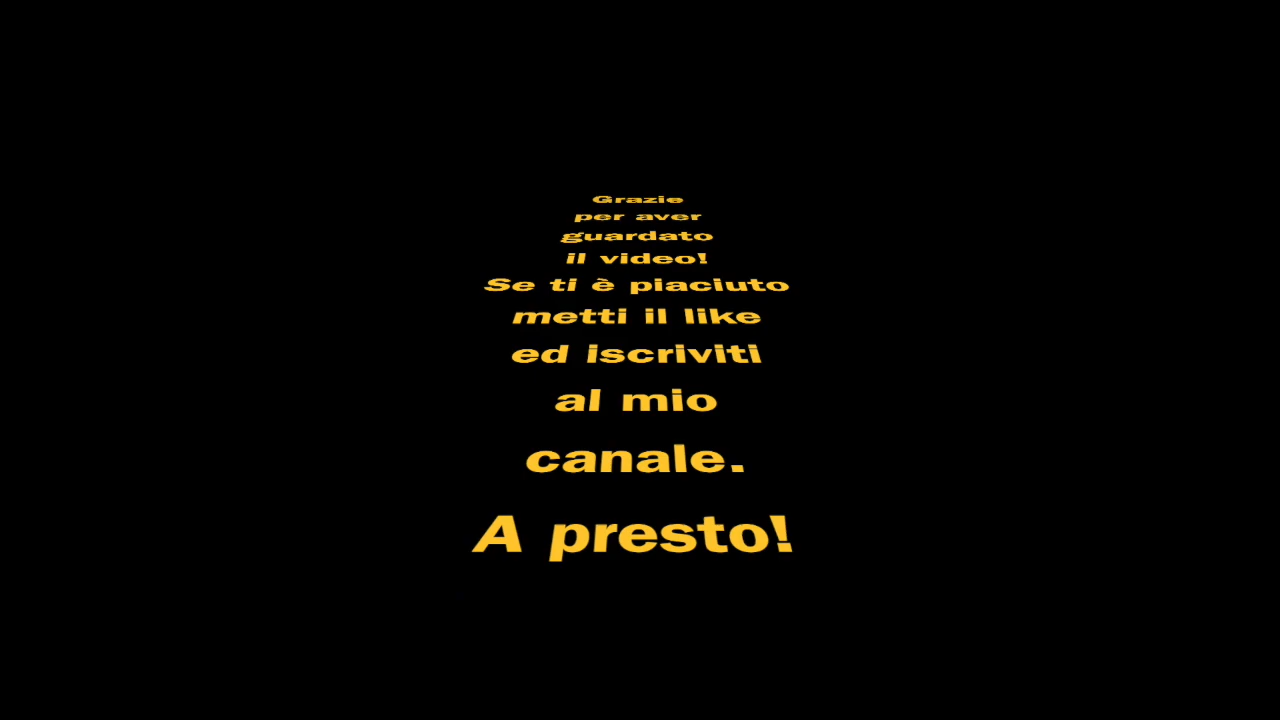 Grazie
per aver
guardato
il video!
Se ti è piaciuto
metti il like
ed iscriviti
al mio
canale.
A presto!